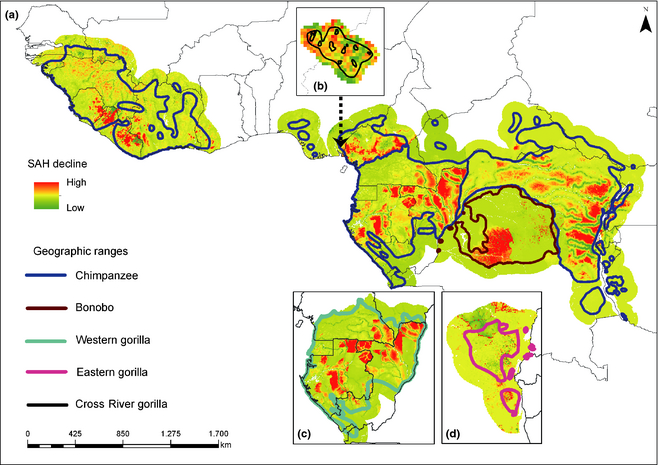 (a)
N
(b)
SAH decline
High
Low
Geographic ranges
Chimpanzee
Bonobo
Western gorilla
Eastern gorilla
Cross River gorilla
0 425 850 1.275 1.700
km
(c)
(d)